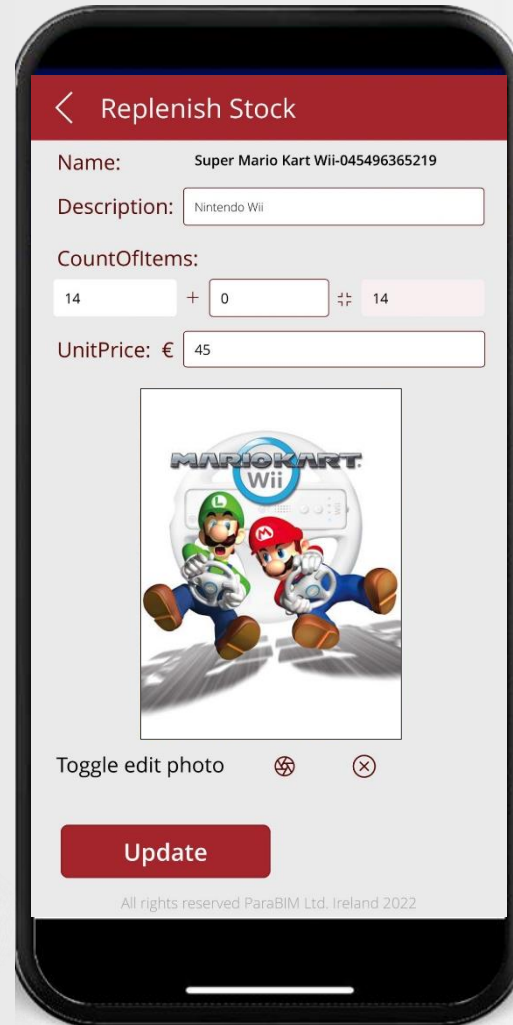 Replenish Stock
Name: Super Mario Kart Wii-045496365219
Description: Nintendo Wii
CountOfItems:
14 + 0 14
UnitPrice: € 45
MARIOKART
Wii
L
M
Toggle edit photo
Update
All rights reserved ParaBIM Ltd. Ireland 2022